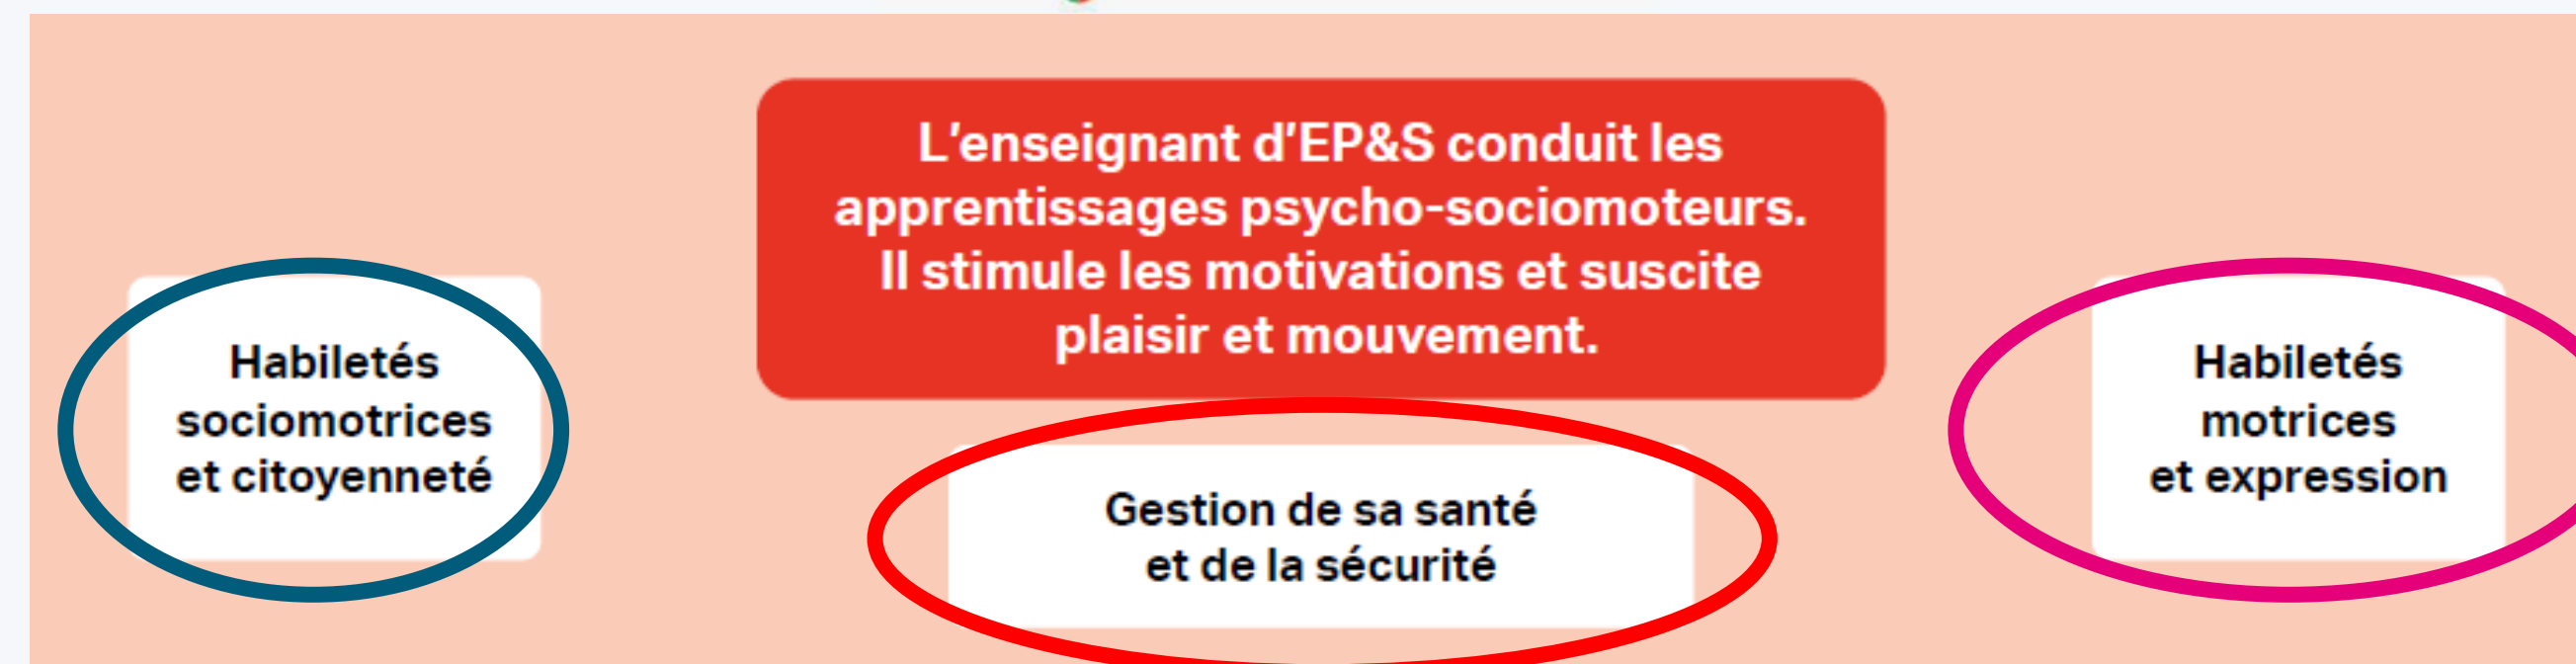 L'enseignant d'EP&S conduit les
apprentissages psycho-sociomoteurs.
Il stimule les motivations et suscite
plaisir et mouvement.
Habiletés
sociomotrices
et citoyenneté
Gestion de sa santé
et de la sécurité
Habiletés
motrices
et expression